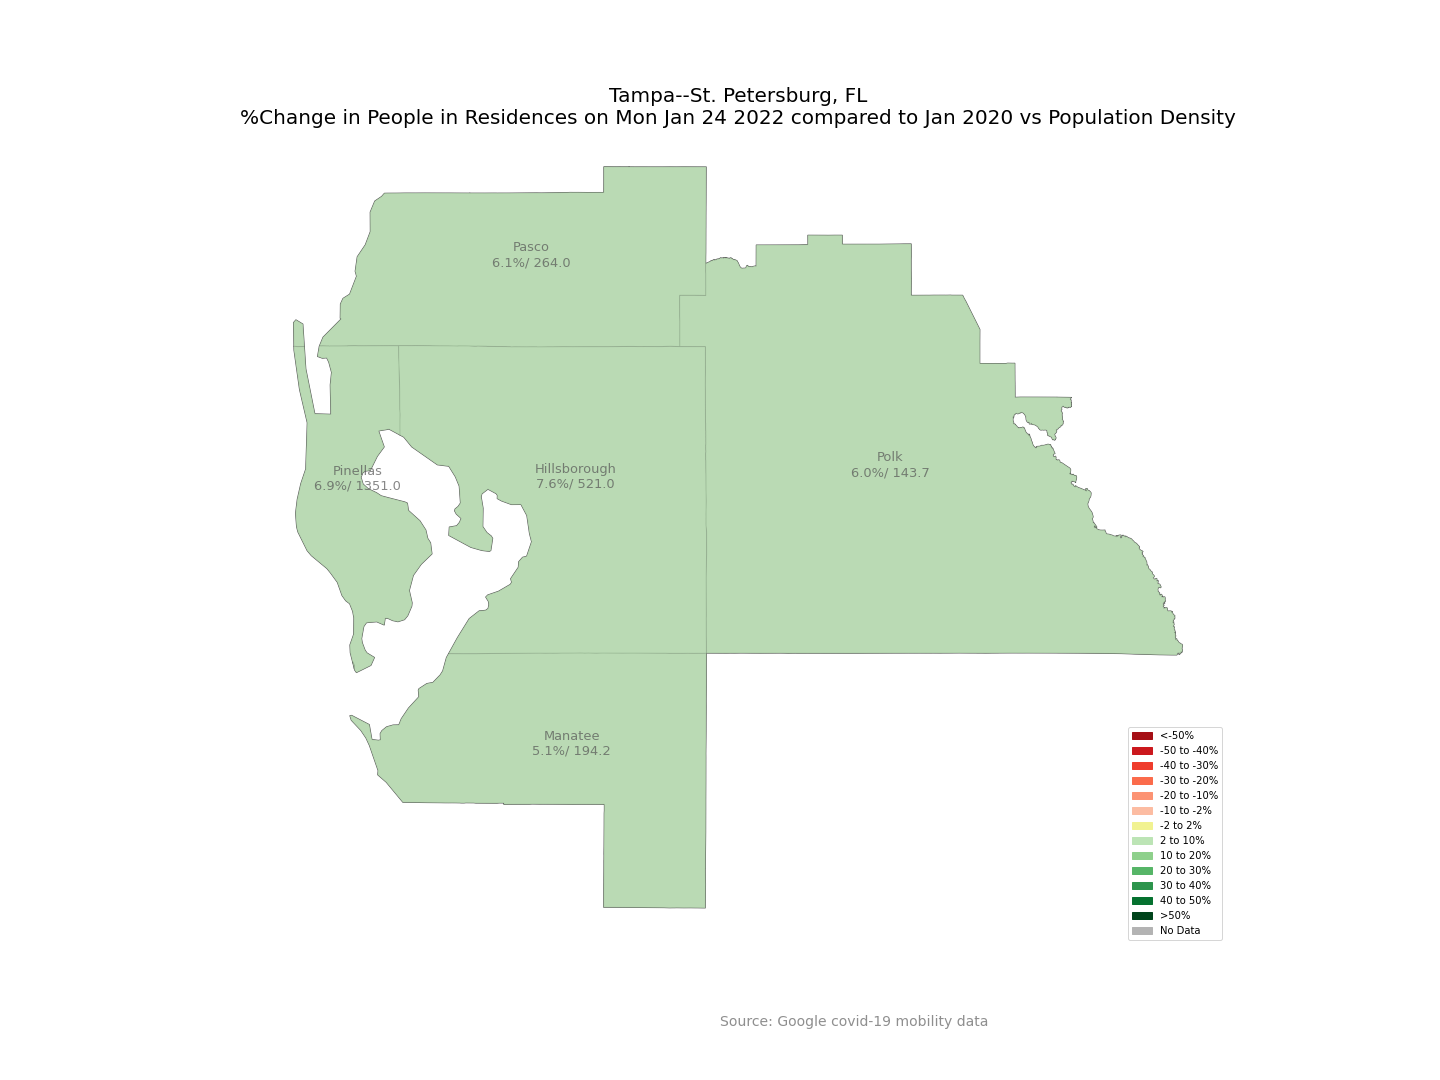 Tampa--St. Petersburg, FL
%Change in People in Residences on Mon Jan 24 2022 compared to Jan 2020 vs Population Density
Pasco
6.1%/ 264.0
Pinellas
6.9%/ 1351.0
Hillsborough
7.6%/ 521.0
Polk
6.0%/ 143.7
Manatee
5.1%/ 194.2
<-50%
-50 to -40%
-40 to -30%
-30 to -20%
-20 to -10%
-10 to -2%
-2 to 2%
2 to 10%
10 to 20%
20 to 30%
30 to 40%
40 to 50%
>50%
No Data
Source: Google covid-19 mobility data